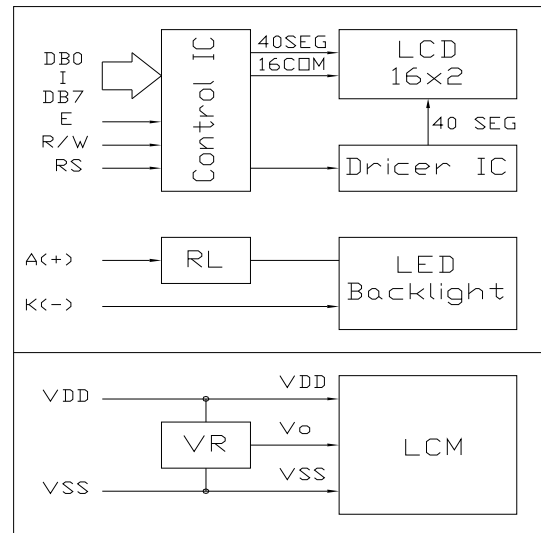 DB0
I
DB7
E
R/W
RS
Control IC
40SEG
16COM
LCD
16x2
40 SEG
Dricer IC
A(+)
RL
K(-)
LED
Backlight
VDD
VDD
VR
Vo
VSS
VSS
LCM